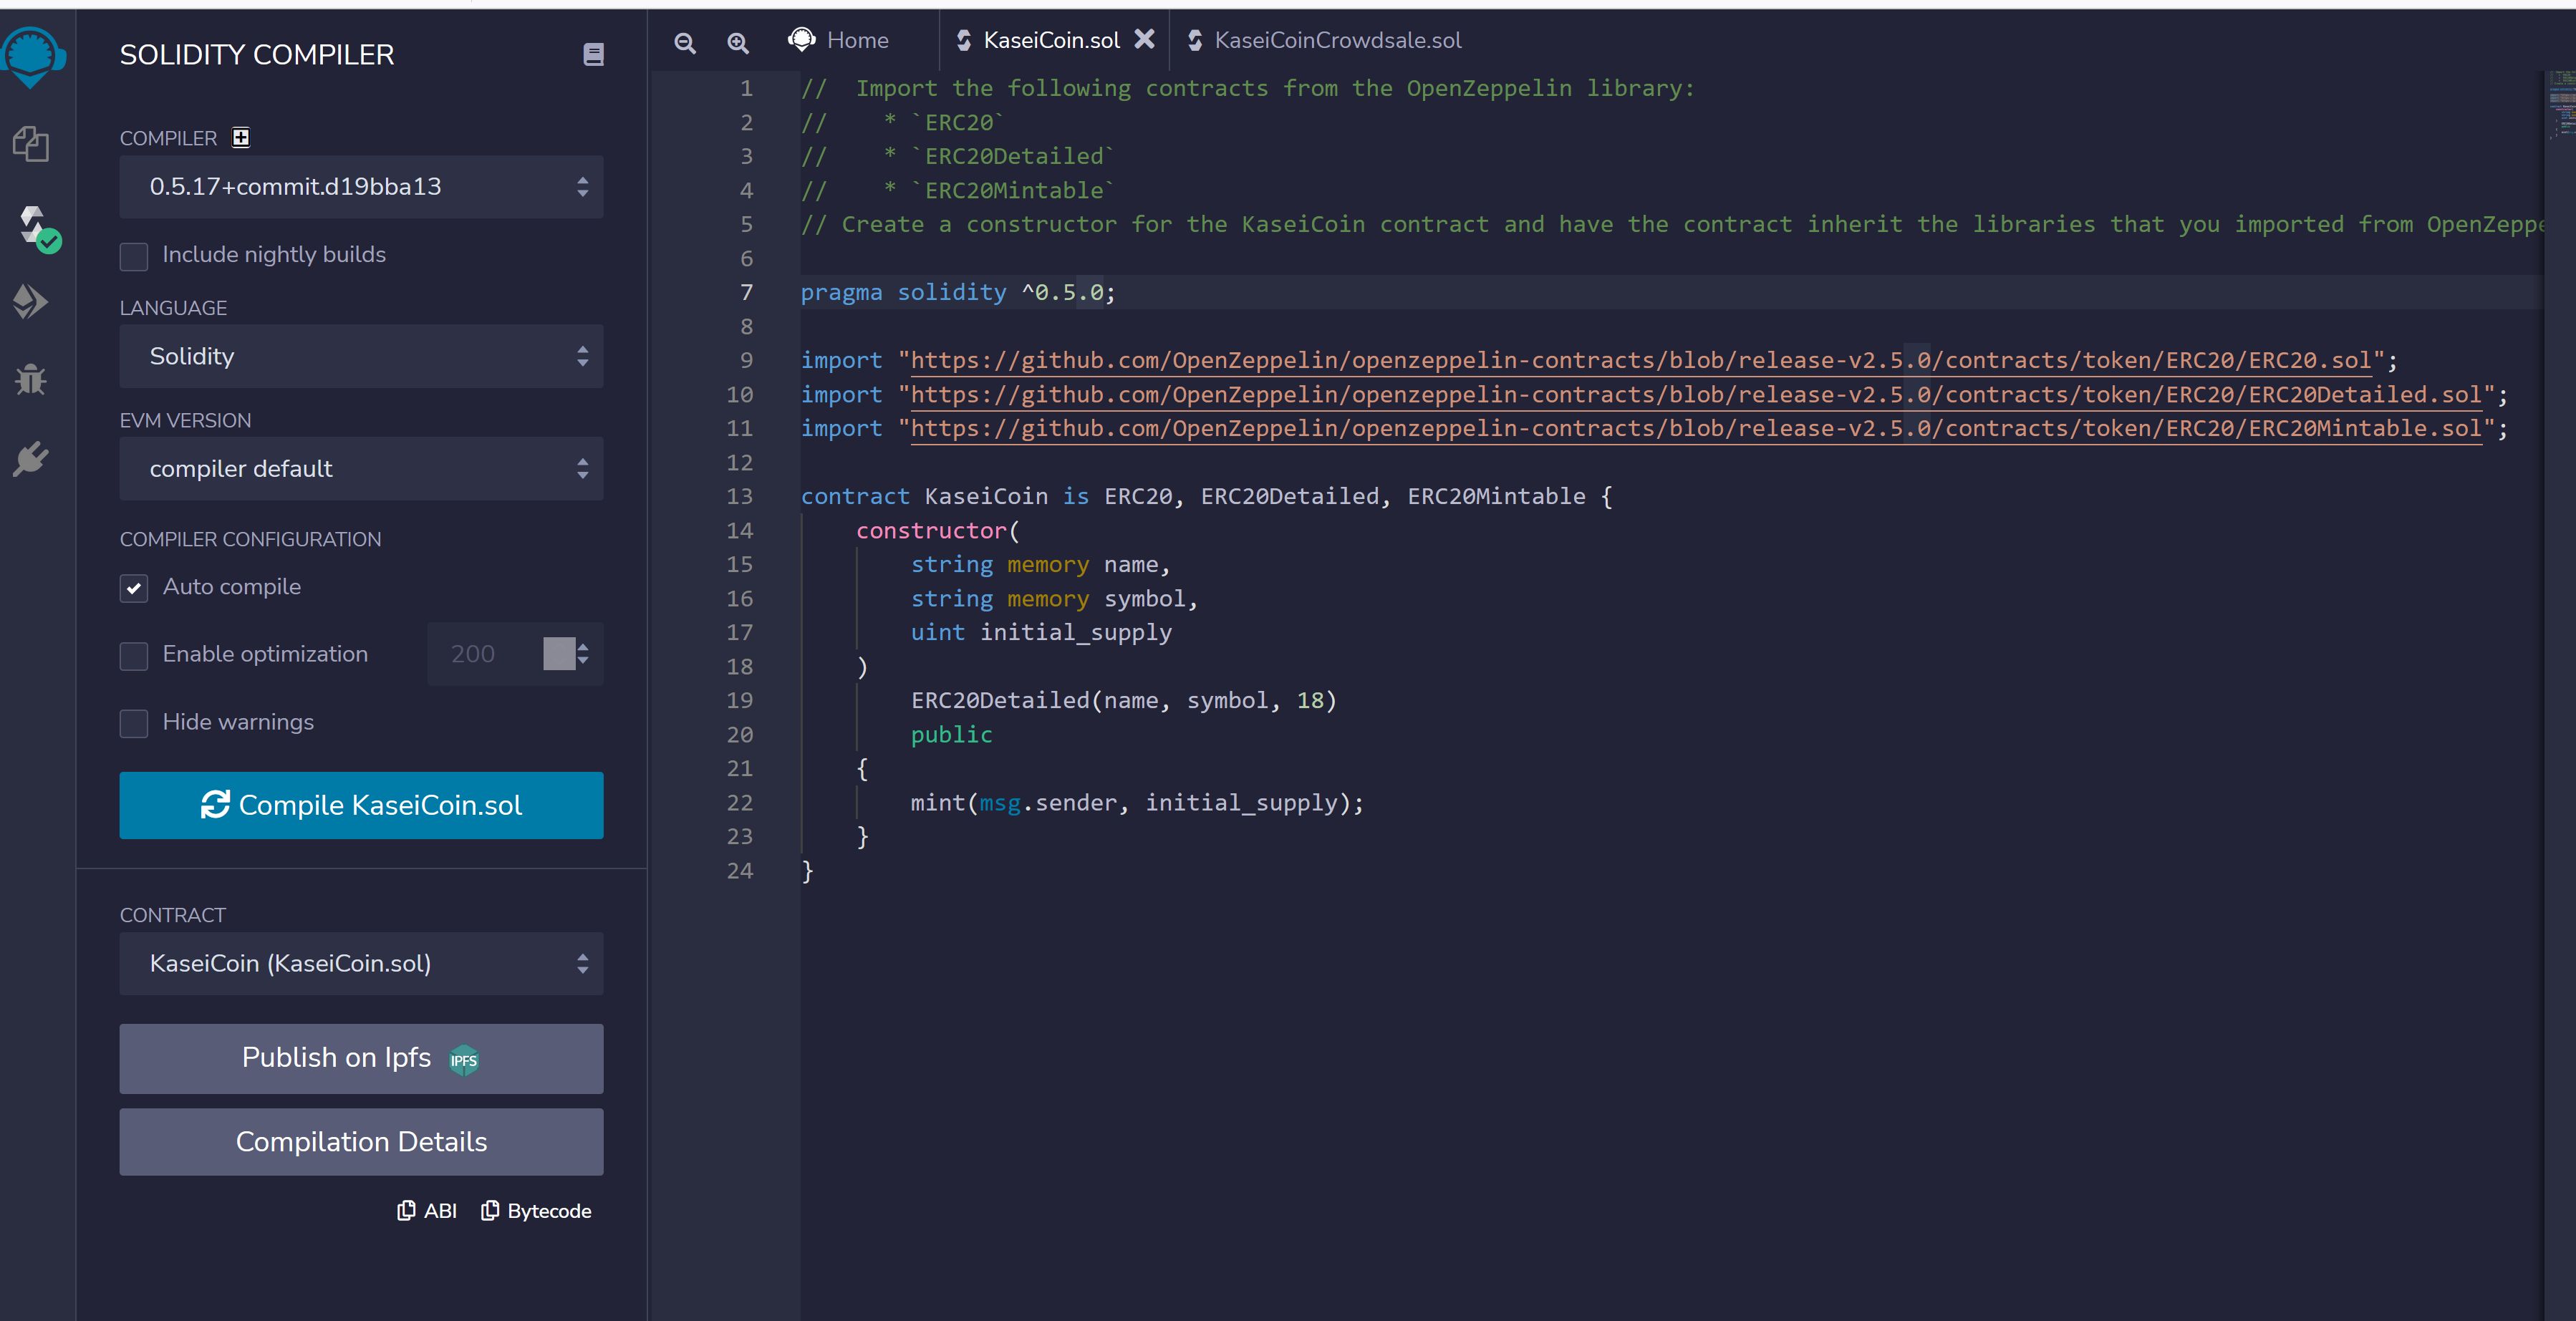 SOLIDITY COMPILER
COMPILER
0.5.17+commit.d19bba13
Include nightly builds
LANGUAGE
Solidity
EVM VERSION
compiler default
COMPILER CONFIGURATION
Auto compile
Enable optimization 200
Hide warnings
Compile KaseiCoin.sol
CONTRACT
KaseiCoin (KaseiCoin.sol)
Publish on Ipfs IPFS
Compilation Details
ABI Bytecode
Home KaseiCoin.sol KaseiCoinCrowdsale.sol
1 //  Import the following contracts from the OpenZeppelin library:
2 //    * `ERC20`
3 //    * `ERC20Detailed`
4 //    * `ERC20Mintable`
5 // Create a constructor for the KaseiCoin contract and have the contract inherit the libraries that you imported from OpenZeppe
6
7 pragma solidity ^0.5.0;
8
9 import "https://github.com/OpenZeppelin/openzeppelin-contracts/blob/release-v2.5.0/contracts/token/ERC20/ERC20.sol";
10 import "https://github.com/OpenZeppelin/openzeppelin-contracts/blob/release-v2.5.0/contracts/token/ERC20/ERC20Detailed.sol";
11 import "https://github.com/OpenZeppelin/openzeppelin-contracts/blob/release-v2.5.0/contracts/token/ERC20/ERC20Mintable.sol";
12
13 contract KaseiCoin is ERC20, ERC20Detailed, ERC20Mintable {
14     constructor(
15         string memory name,
16         string memory symbol,
17         uint initial_supply
18     )
19         ERC20Detailed(name, symbol, 18)
20         public
21     {
22         mint(msg.sender, initial_supply);
23     }
24 }